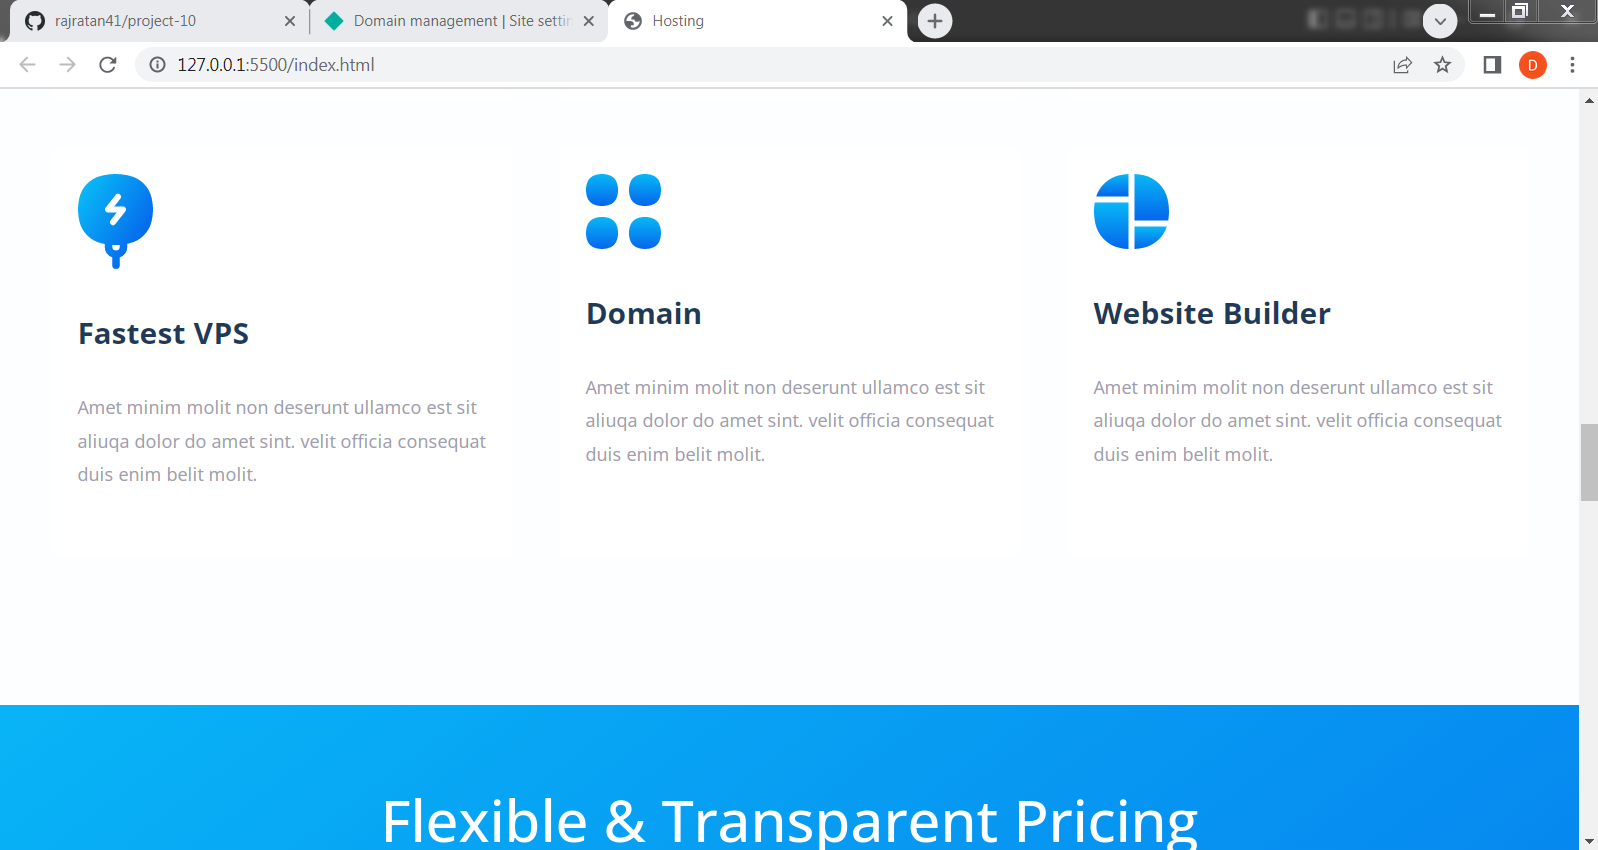 rajratan41/project-10
Domain management | Site settin
Hosting
127.0.0.1:5500/index.html
D
Fastest VPS
Amet minim molit non deserunt ullamco est sit
aliuqa dolor do amet sint. velit officia consequat
duis enim belit molit.
Domain
Amet minim molit non deserunt ullamco est sit
aliuqa dolor do amet sint. velit officia consequat
duis enim belit molit.
Website Builder
Amet minim molit non deserunt ullamco est sit
aliuqa dolor do amet sint. velit officia consequat
duis enim belit molit.
Flexible & Transparent Pricing